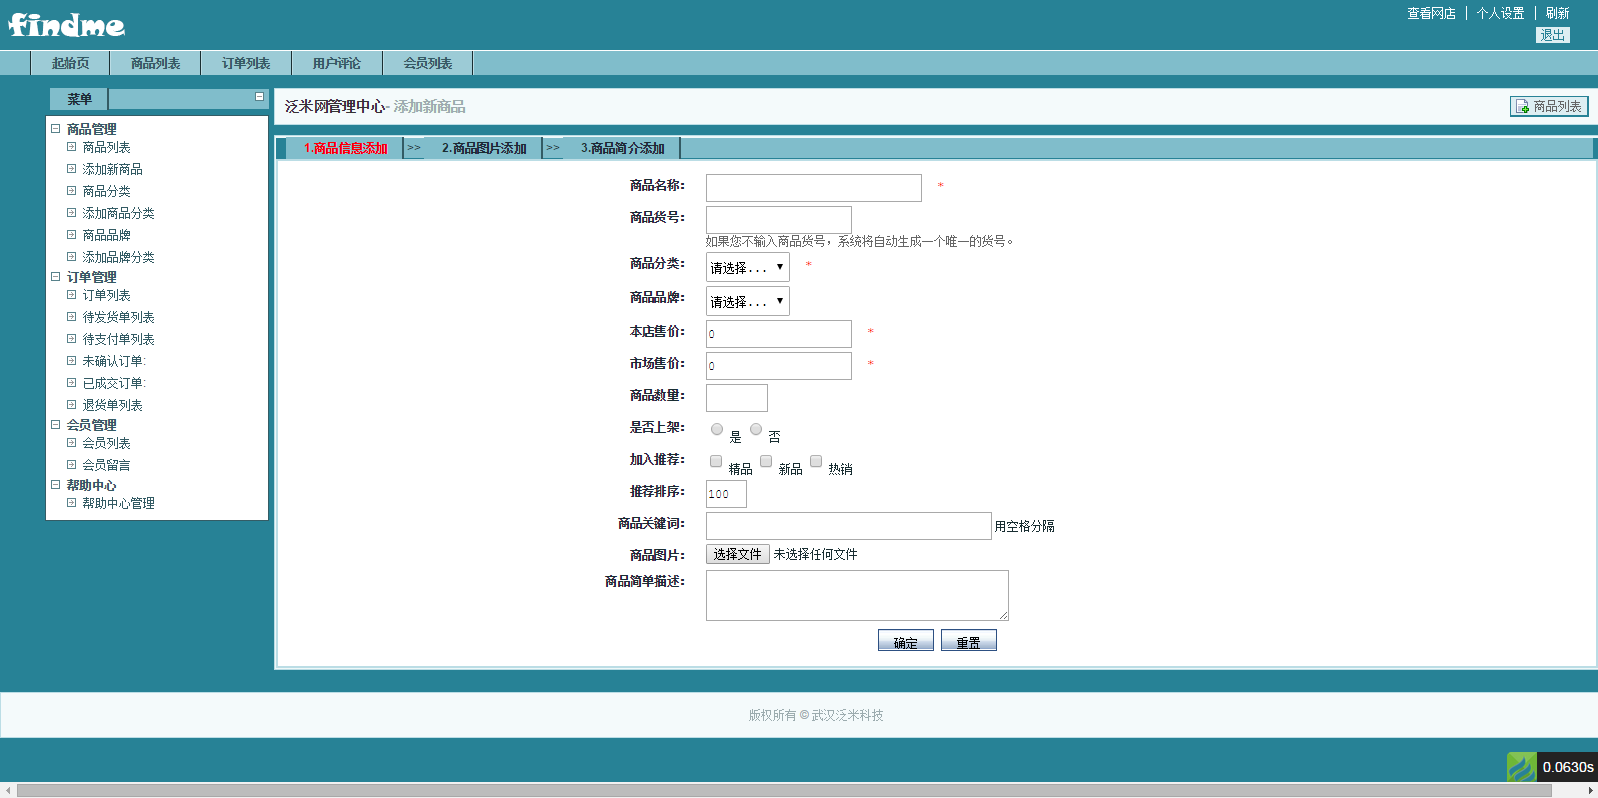 findme
查看网店 | 个人设置 | 刷新
退出
起始页 商品列表 订单列表 用户评论 会员列表
菜单
商品管理
商品列表
添加新商品
商品分类
添加商品分类
商品品牌
添加品牌分类
订单管理
订单列表
待发货单列表
待支付单列表
未确认订单:
已成交订单:
退货单列表
会员管理
会员列表
会员留言
帮助中心
帮助中心管理
泛米网管理中心- 添加新商品
商品列表
1.商品信息添加 >> 2.商品图片添加 >> 3.商品简介添加
商品名称： *
商品货号：
如果您不输入商品货号，系统将自动生成一个唯一的货号。
商品分类： 请选择... *
商品品牌： 请选择...
本店售价： 0 *
市场售价： 0 *
商品数量：
是否上架： 是 否
加入推荐： 精品 新品 热销
推荐排序： 100
商品关键词： 用空格分隔
商品图片： 选择文件 未选择任何文件
商品简单描述：
确定 重置
版权所有 © 武汉泛米科技
0.0630s